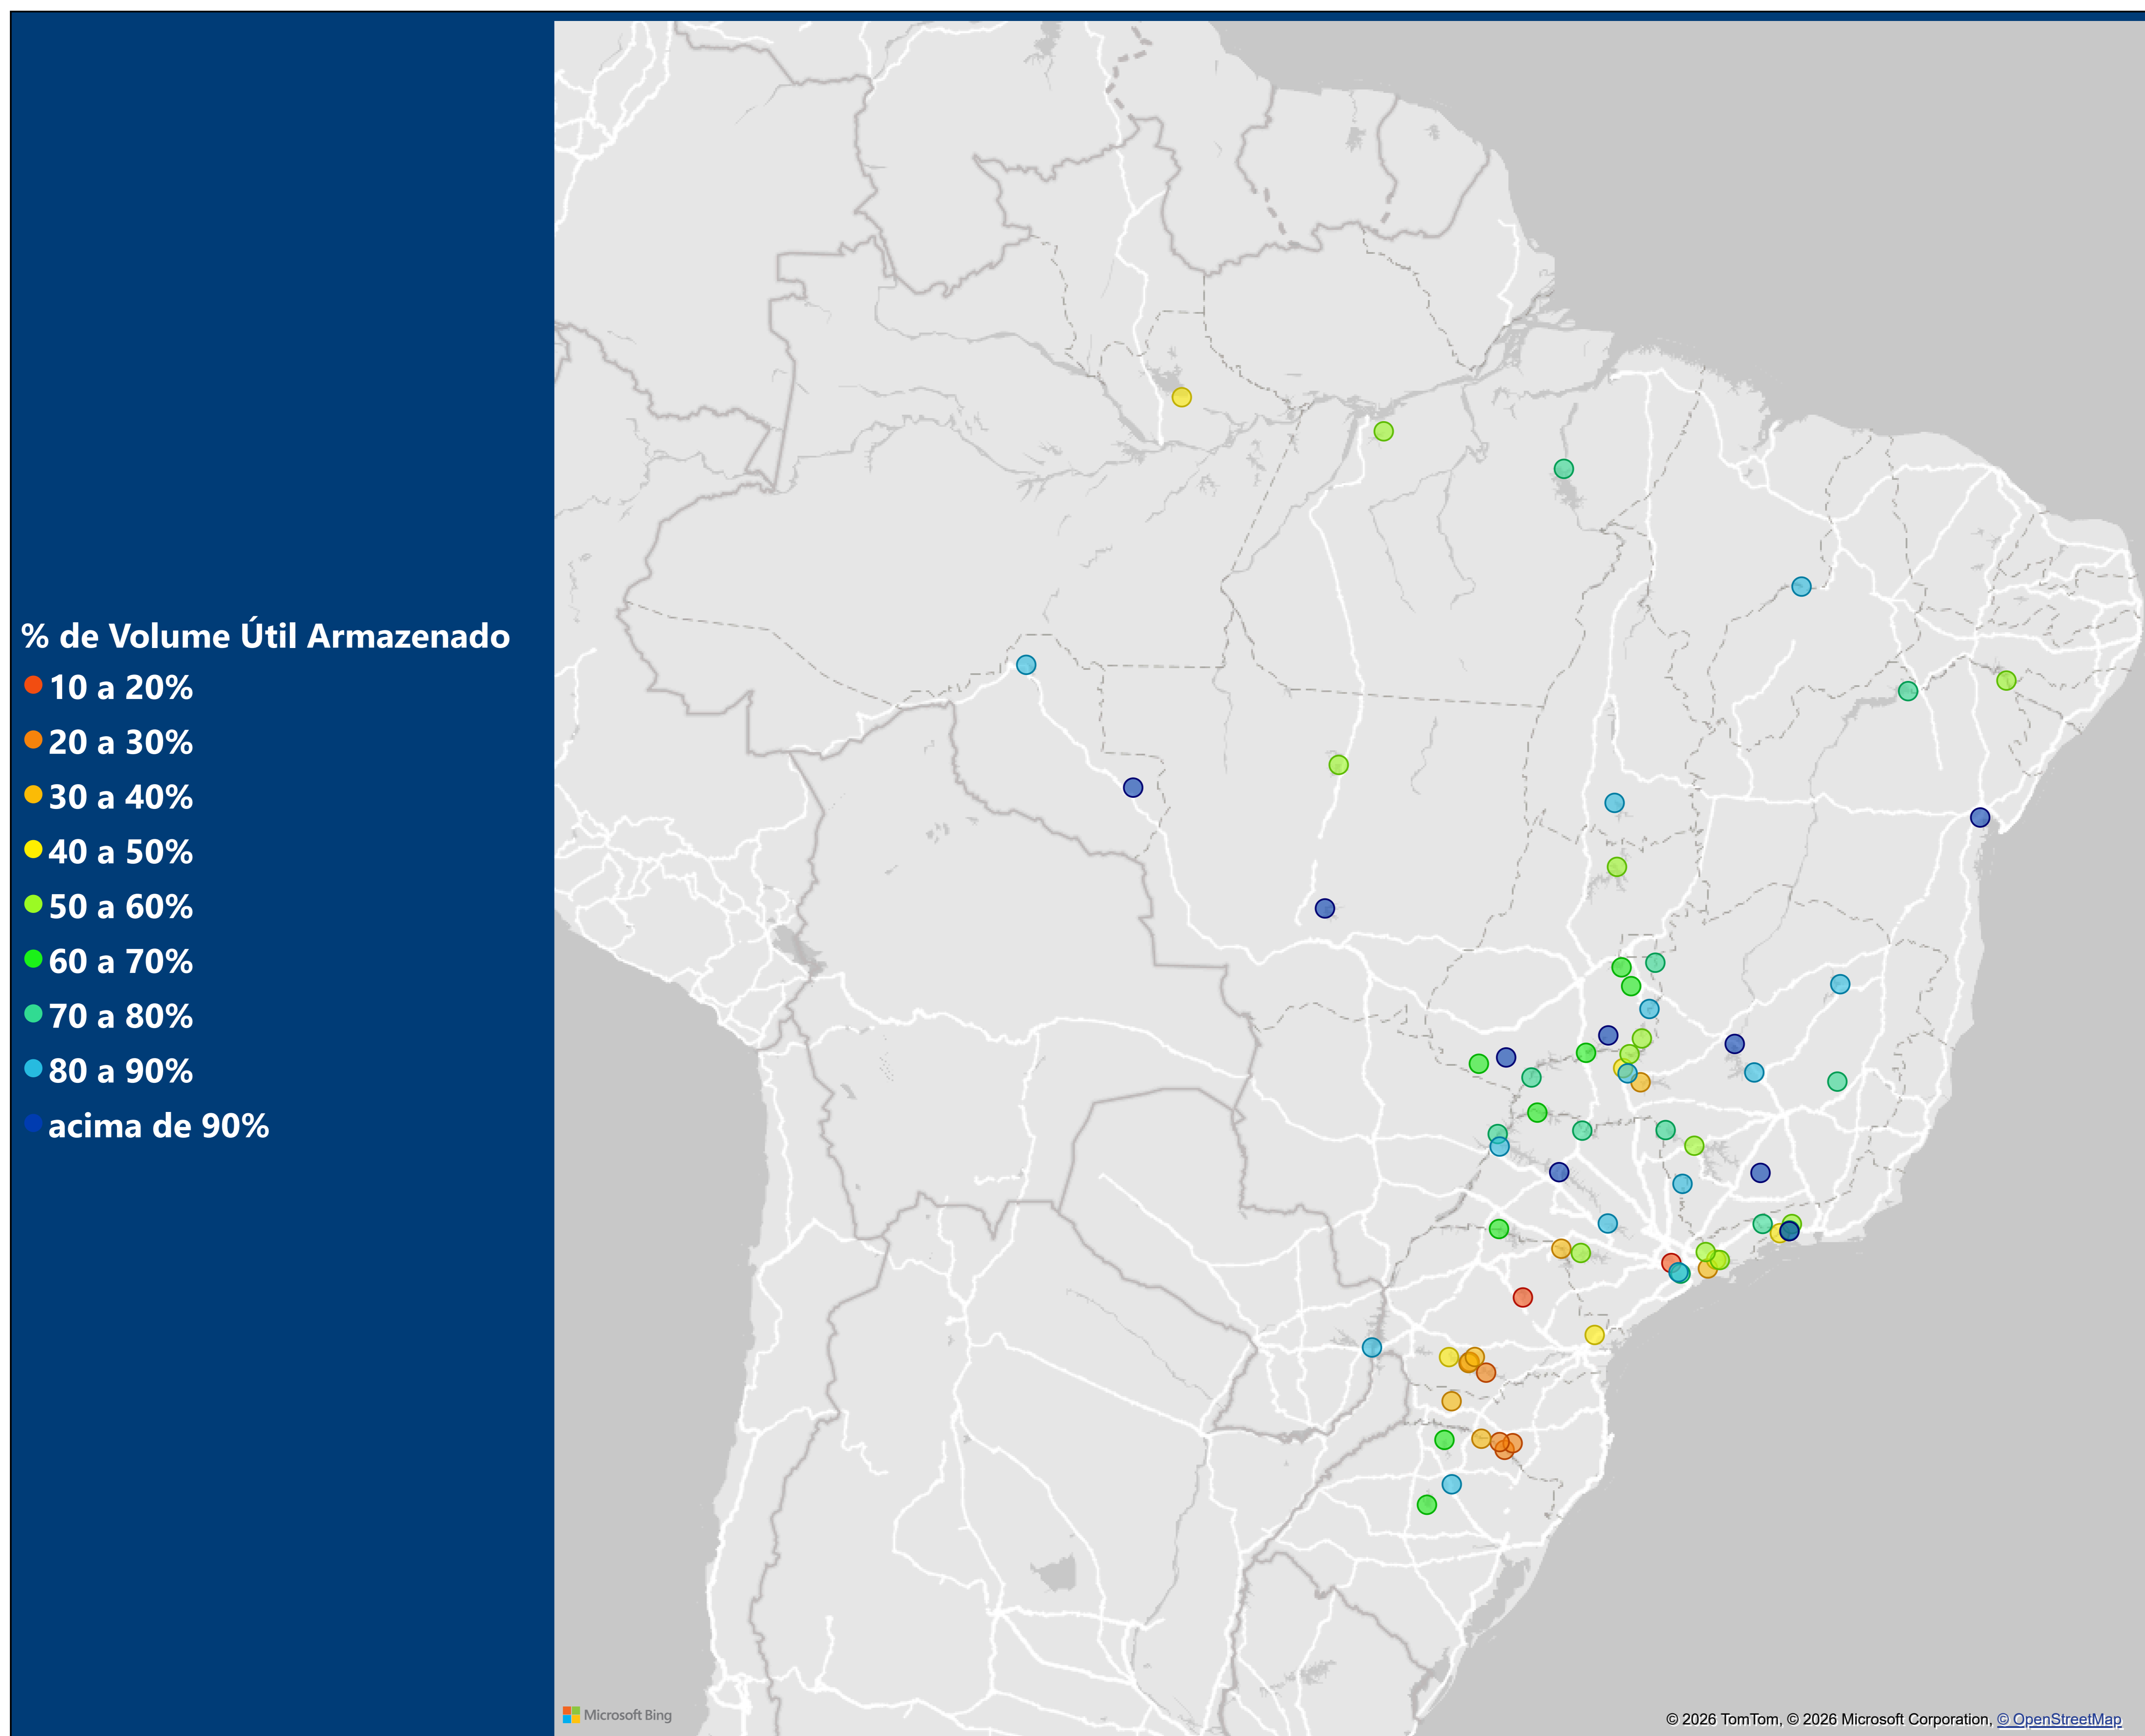 % de Volume Útil Armazenado
10 a 20%
20 a 30%
30 a 40%
40 a 50%
50 a 60%
60 a 70%
70 a 80%
80 a 90%
acima de 90%
Microsoft Bing
© 2026 TomTom, © 2026 Microsoft Corporation, © OpenStreetMap